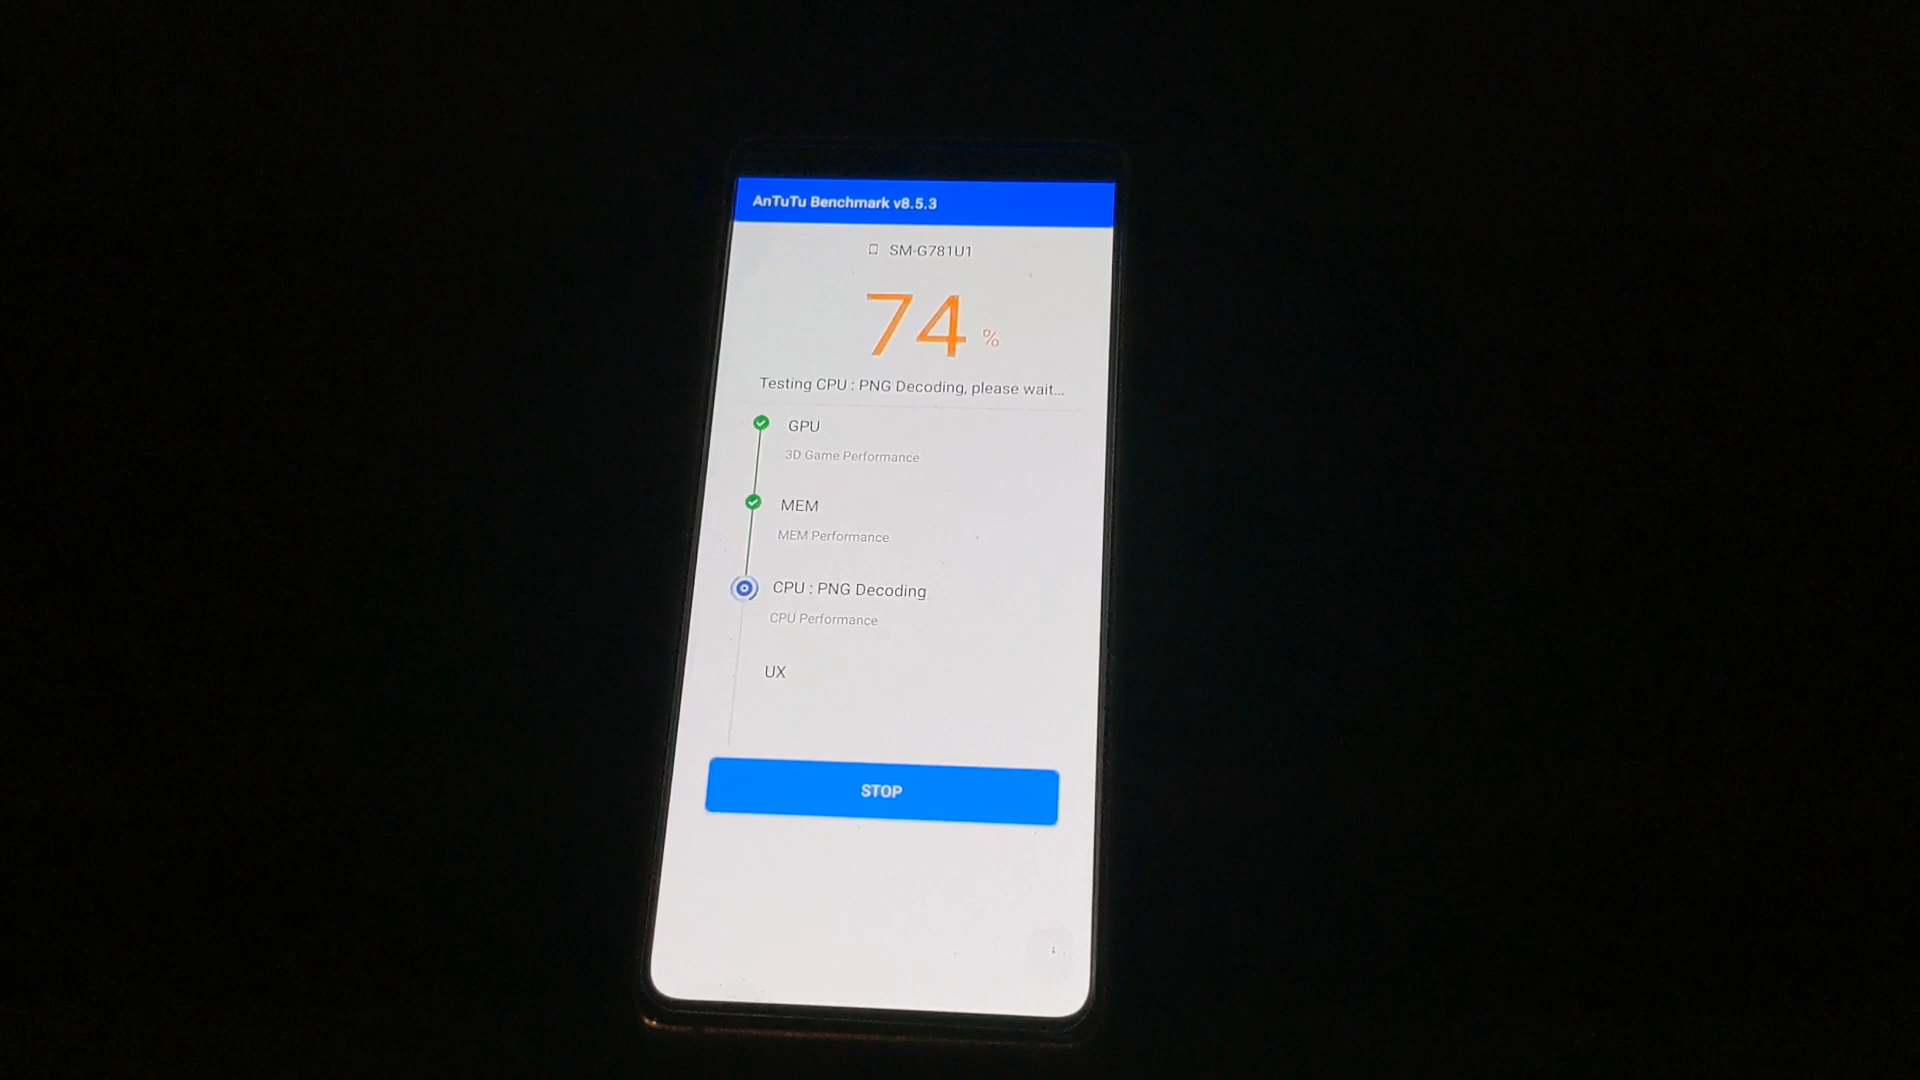 AnTuTu Benchmark v8.5.3
SM-G781U1
74 %
Testing CPU : PNG Decoding, please wait...
GPU
3D Game Performance
MEM
MEM Performance
CPU : PNG Decoding
CPU Performance
UX
STOP